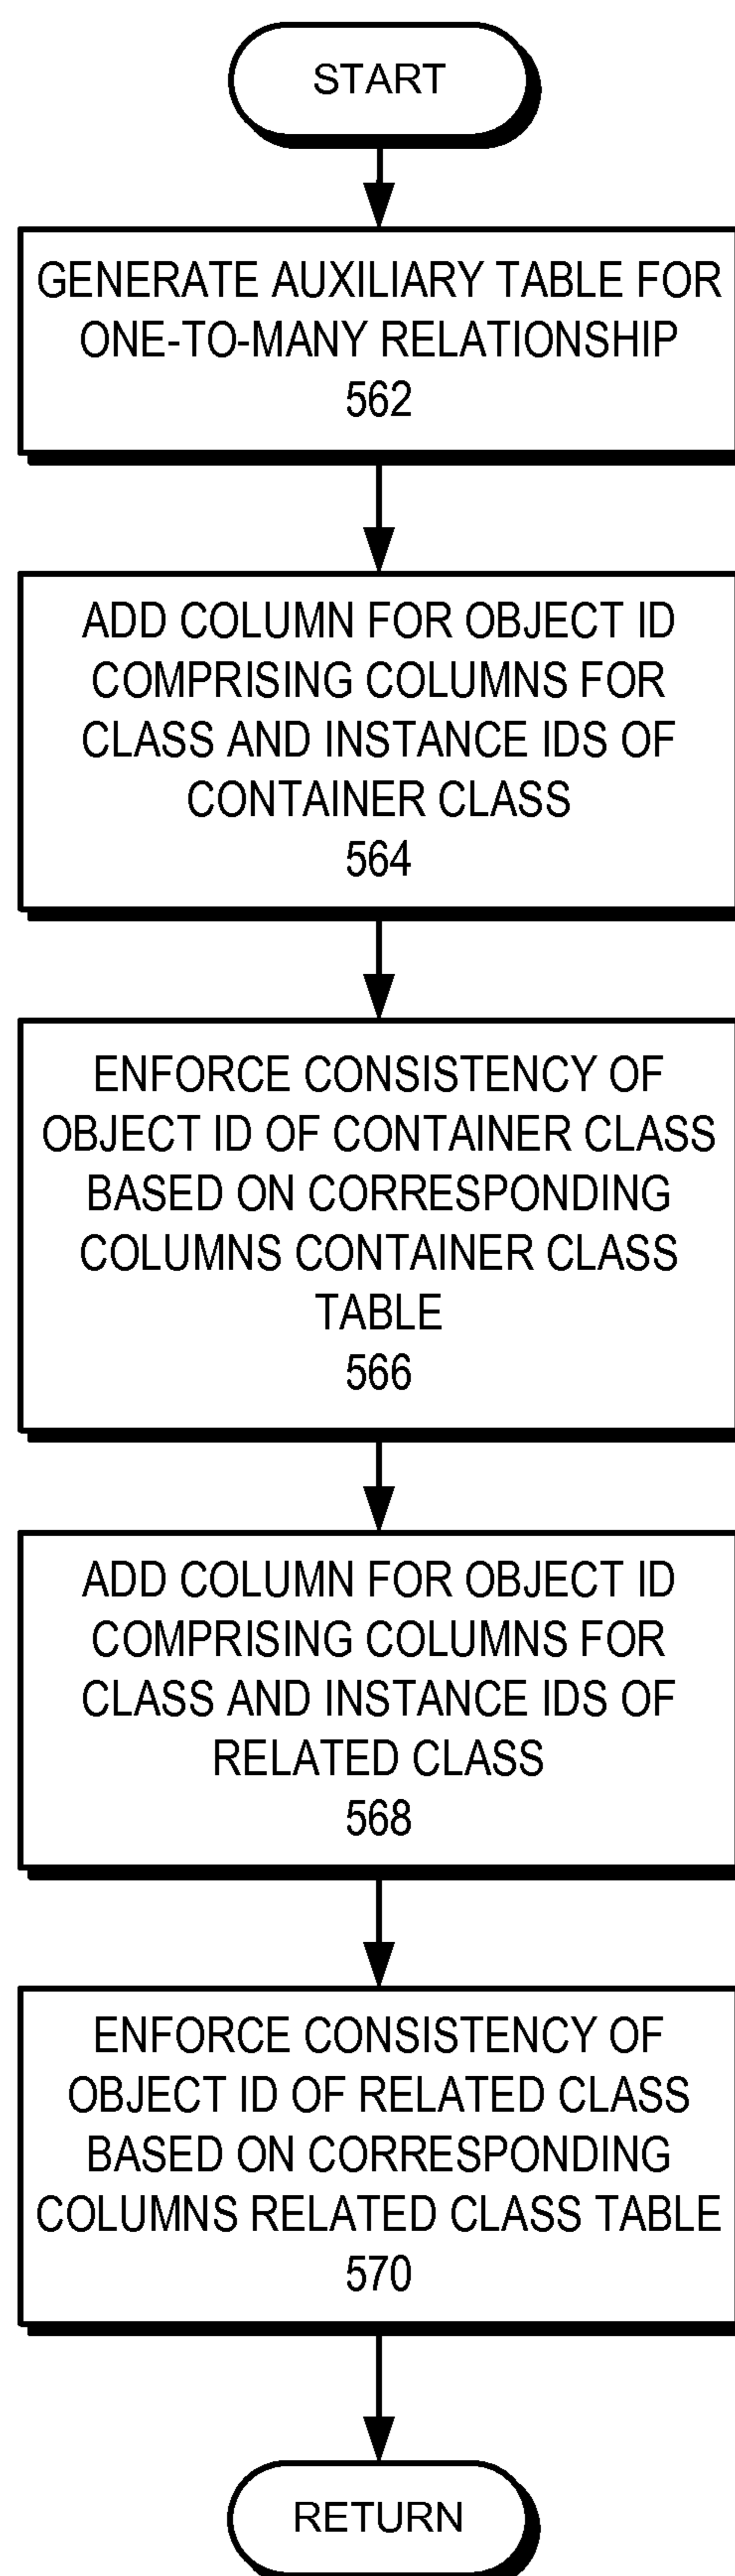 START
GENERATE AUXILIARY TABLE FOR
ONE-TO-MANY RELATIONSHIP
562
ADD COLUMN FOR OBJECT ID
COMPRISING COLUMNS FOR
CLASS AND INSTANCE IDS OF
CONTAINER CLASS
564
ENFORCE CONSISTENCY OF
OBJECT ID OF CONTAINER CLASS
BASED ON CORRESPONDING
COLUMNS CONTAINER CLASS
TABLE
566
ADD COLUMN FOR OBJECT ID
COMPRISING COLUMNS FOR
CLASS AND INSTANCE IDS OF
RELATED CLASS
568
ENFORCE CONSISTENCY OF
OBJECT ID OF RELATED CLASS
BASED ON CORRESPONDING
COLUMNS RELATED CLASS TABLE
570
RETURN